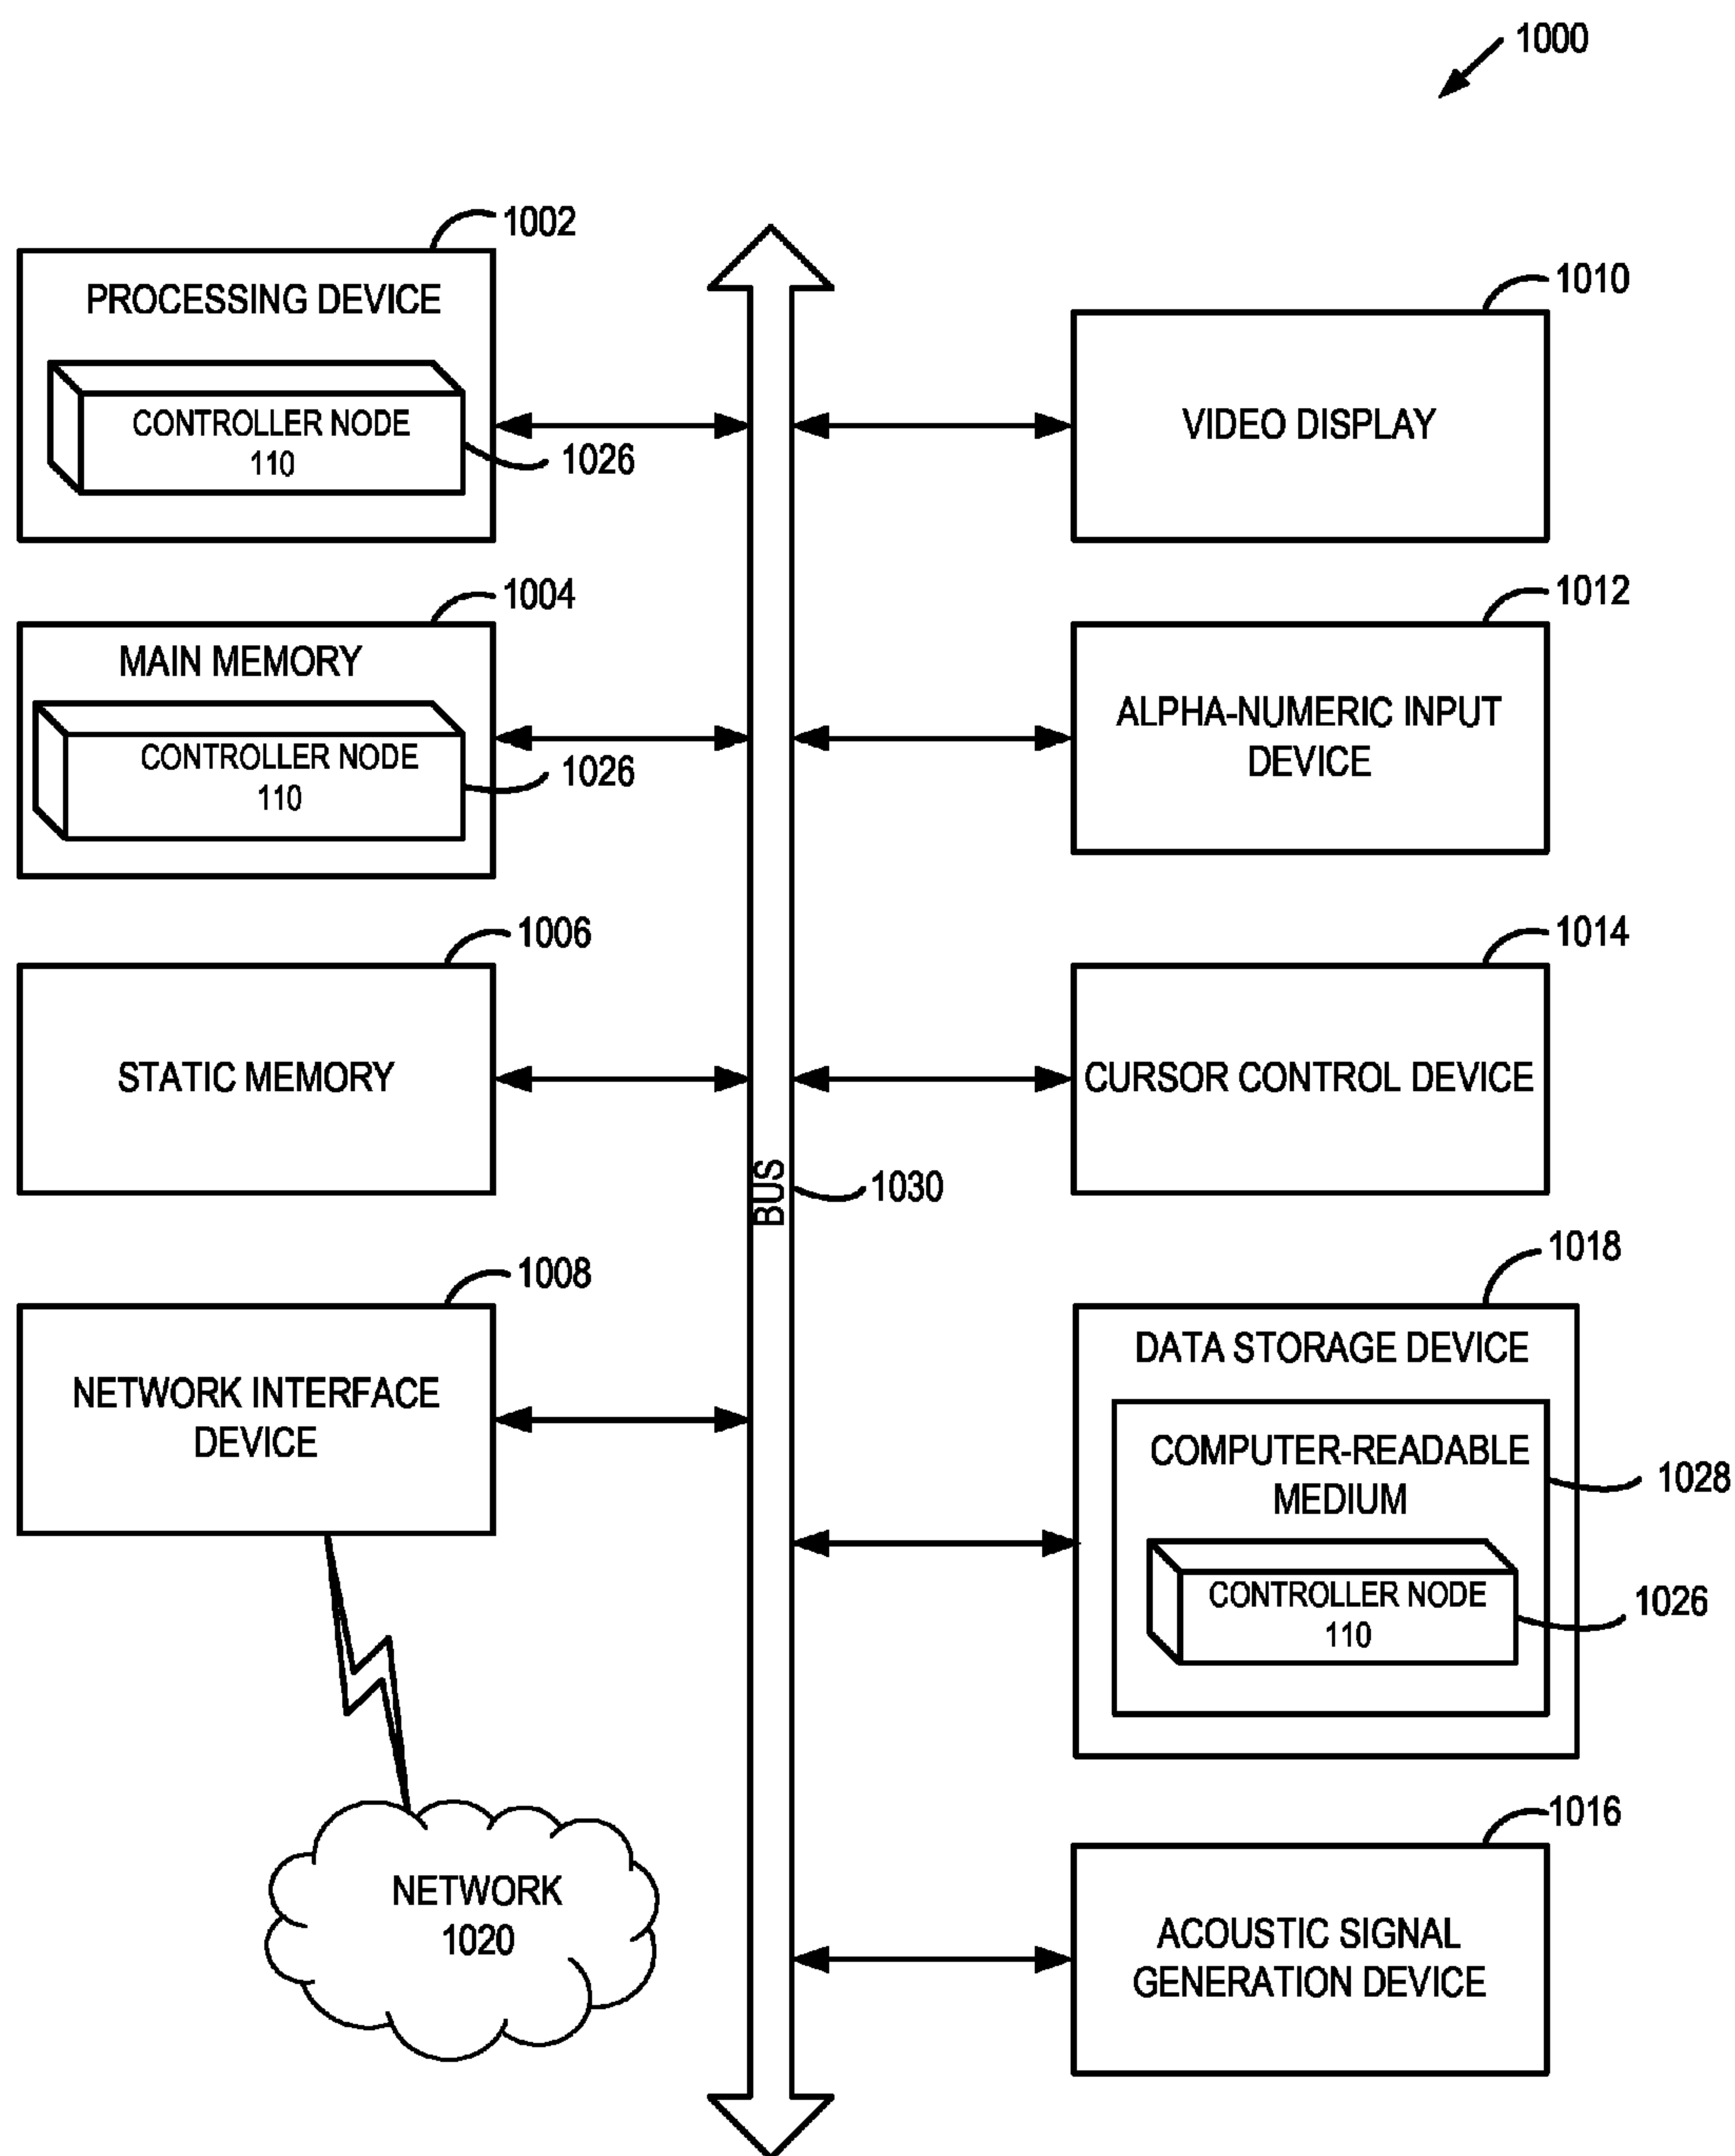 1000
1002
PROCESSING DEVICE
CONTROLLER NODE
110
1026
1004
MAIN MEMORY
CONTROLLER NODE
110
1026
1006
STATIC MEMORY
1008
NETWORK INTERFACE
DEVICE
NETWORK
1020
BUS
1030
1010
VIDEO DISPLAY
1012
ALPHA-NUMERIC INPUT
DEVICE
1014
CURSOR CONTROL DEVICE
1018
DATA STORAGE DEVICE
COMPUTER-READABLE
MEDIUM
1028
CONTROLLER NODE
110
1026
1016
ACOUSTIC SIGNAL
GENERATION DEVICE